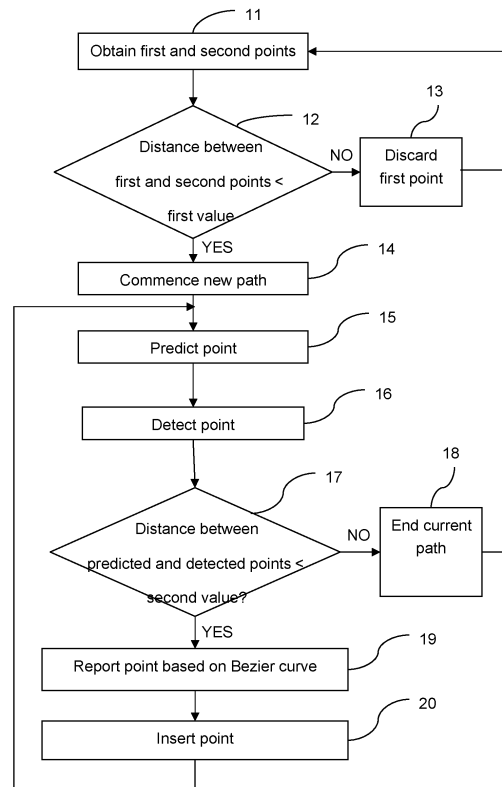 11
Obtain first and second points
12
Distance between
first and second points <
first value
NO
13
Discard
first point
YES
14
Commence new path
15
Predict point
16
Detect point
17
Distance between
predicted and detected points <
second value?
NO
18
End current
path
YES
19
Report point based on Bezier curve
20
Insert point